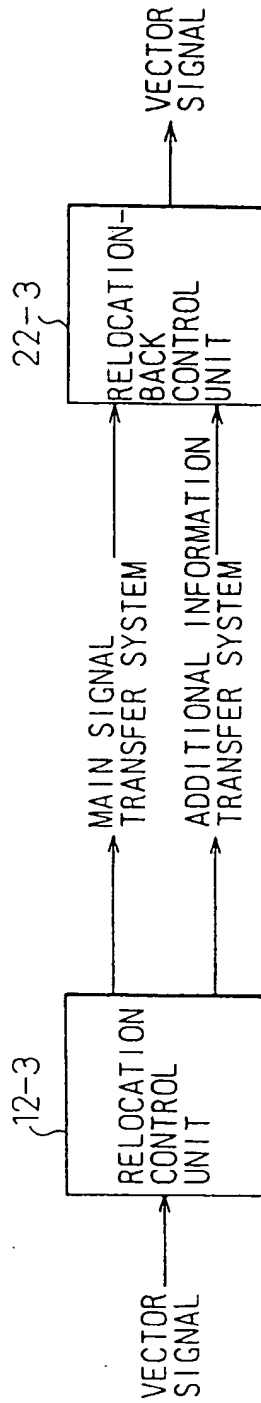 VECTOR
SIGNAL
12-3
RELOCATION
CONTROL
UNIT
MAIN SIGNAL
TRANSFER SYSTEM
ADDITIONAL INFORMATION
TRANSFER SYSTEM
22-3
RELOCATION-
BACK
CONTROL
UNIT
VECTOR
SIGNAL